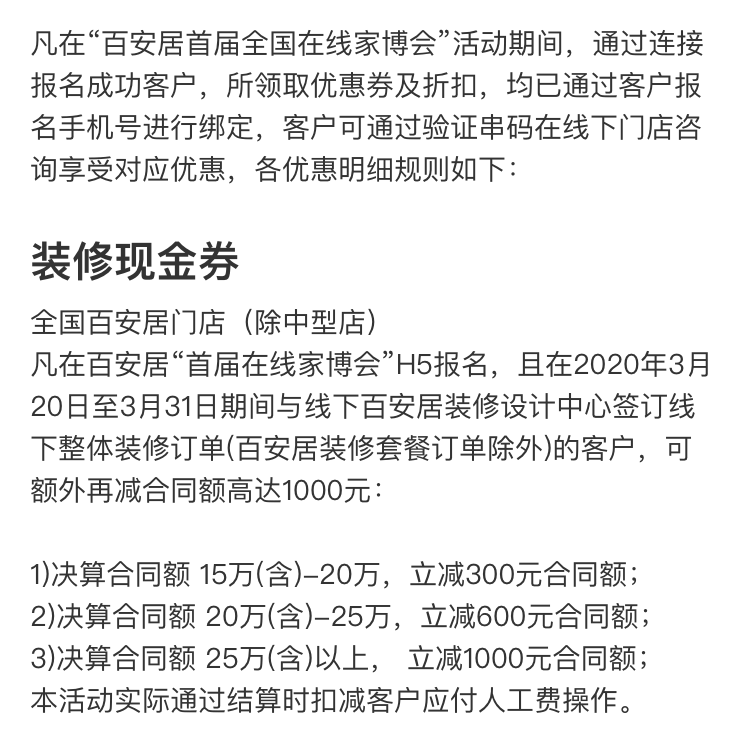 凡在“百安居首届全国在线家博会”活动期间，通过连接
报名成功客户，所领取优惠券及折扣，均已通过客户报
名手机号进行绑定，客户可通过验证串码在线下门店咨
询享受对应优惠，各优惠明细规则如下：
装修现金券
全国百安居门店（除中型店）
凡在百安居“首届在线家博会”H5报名，且在2020年3月
20日至3月31日期间与线下百安居装修设计中心签订线
下整体装修订单(百安居装修套餐订单除外)的客户，可
额外再减合同额高达1000元：
1)决算合同额 15万(含)–20万，立减300元合同额；
2)决算合同额 20万(含)–25万，立减600元合同额；
3)决算合同额 25万(含)以上， 立减1000元合同额；
本活动实际通过结算时扣减客户应付人工费操作。